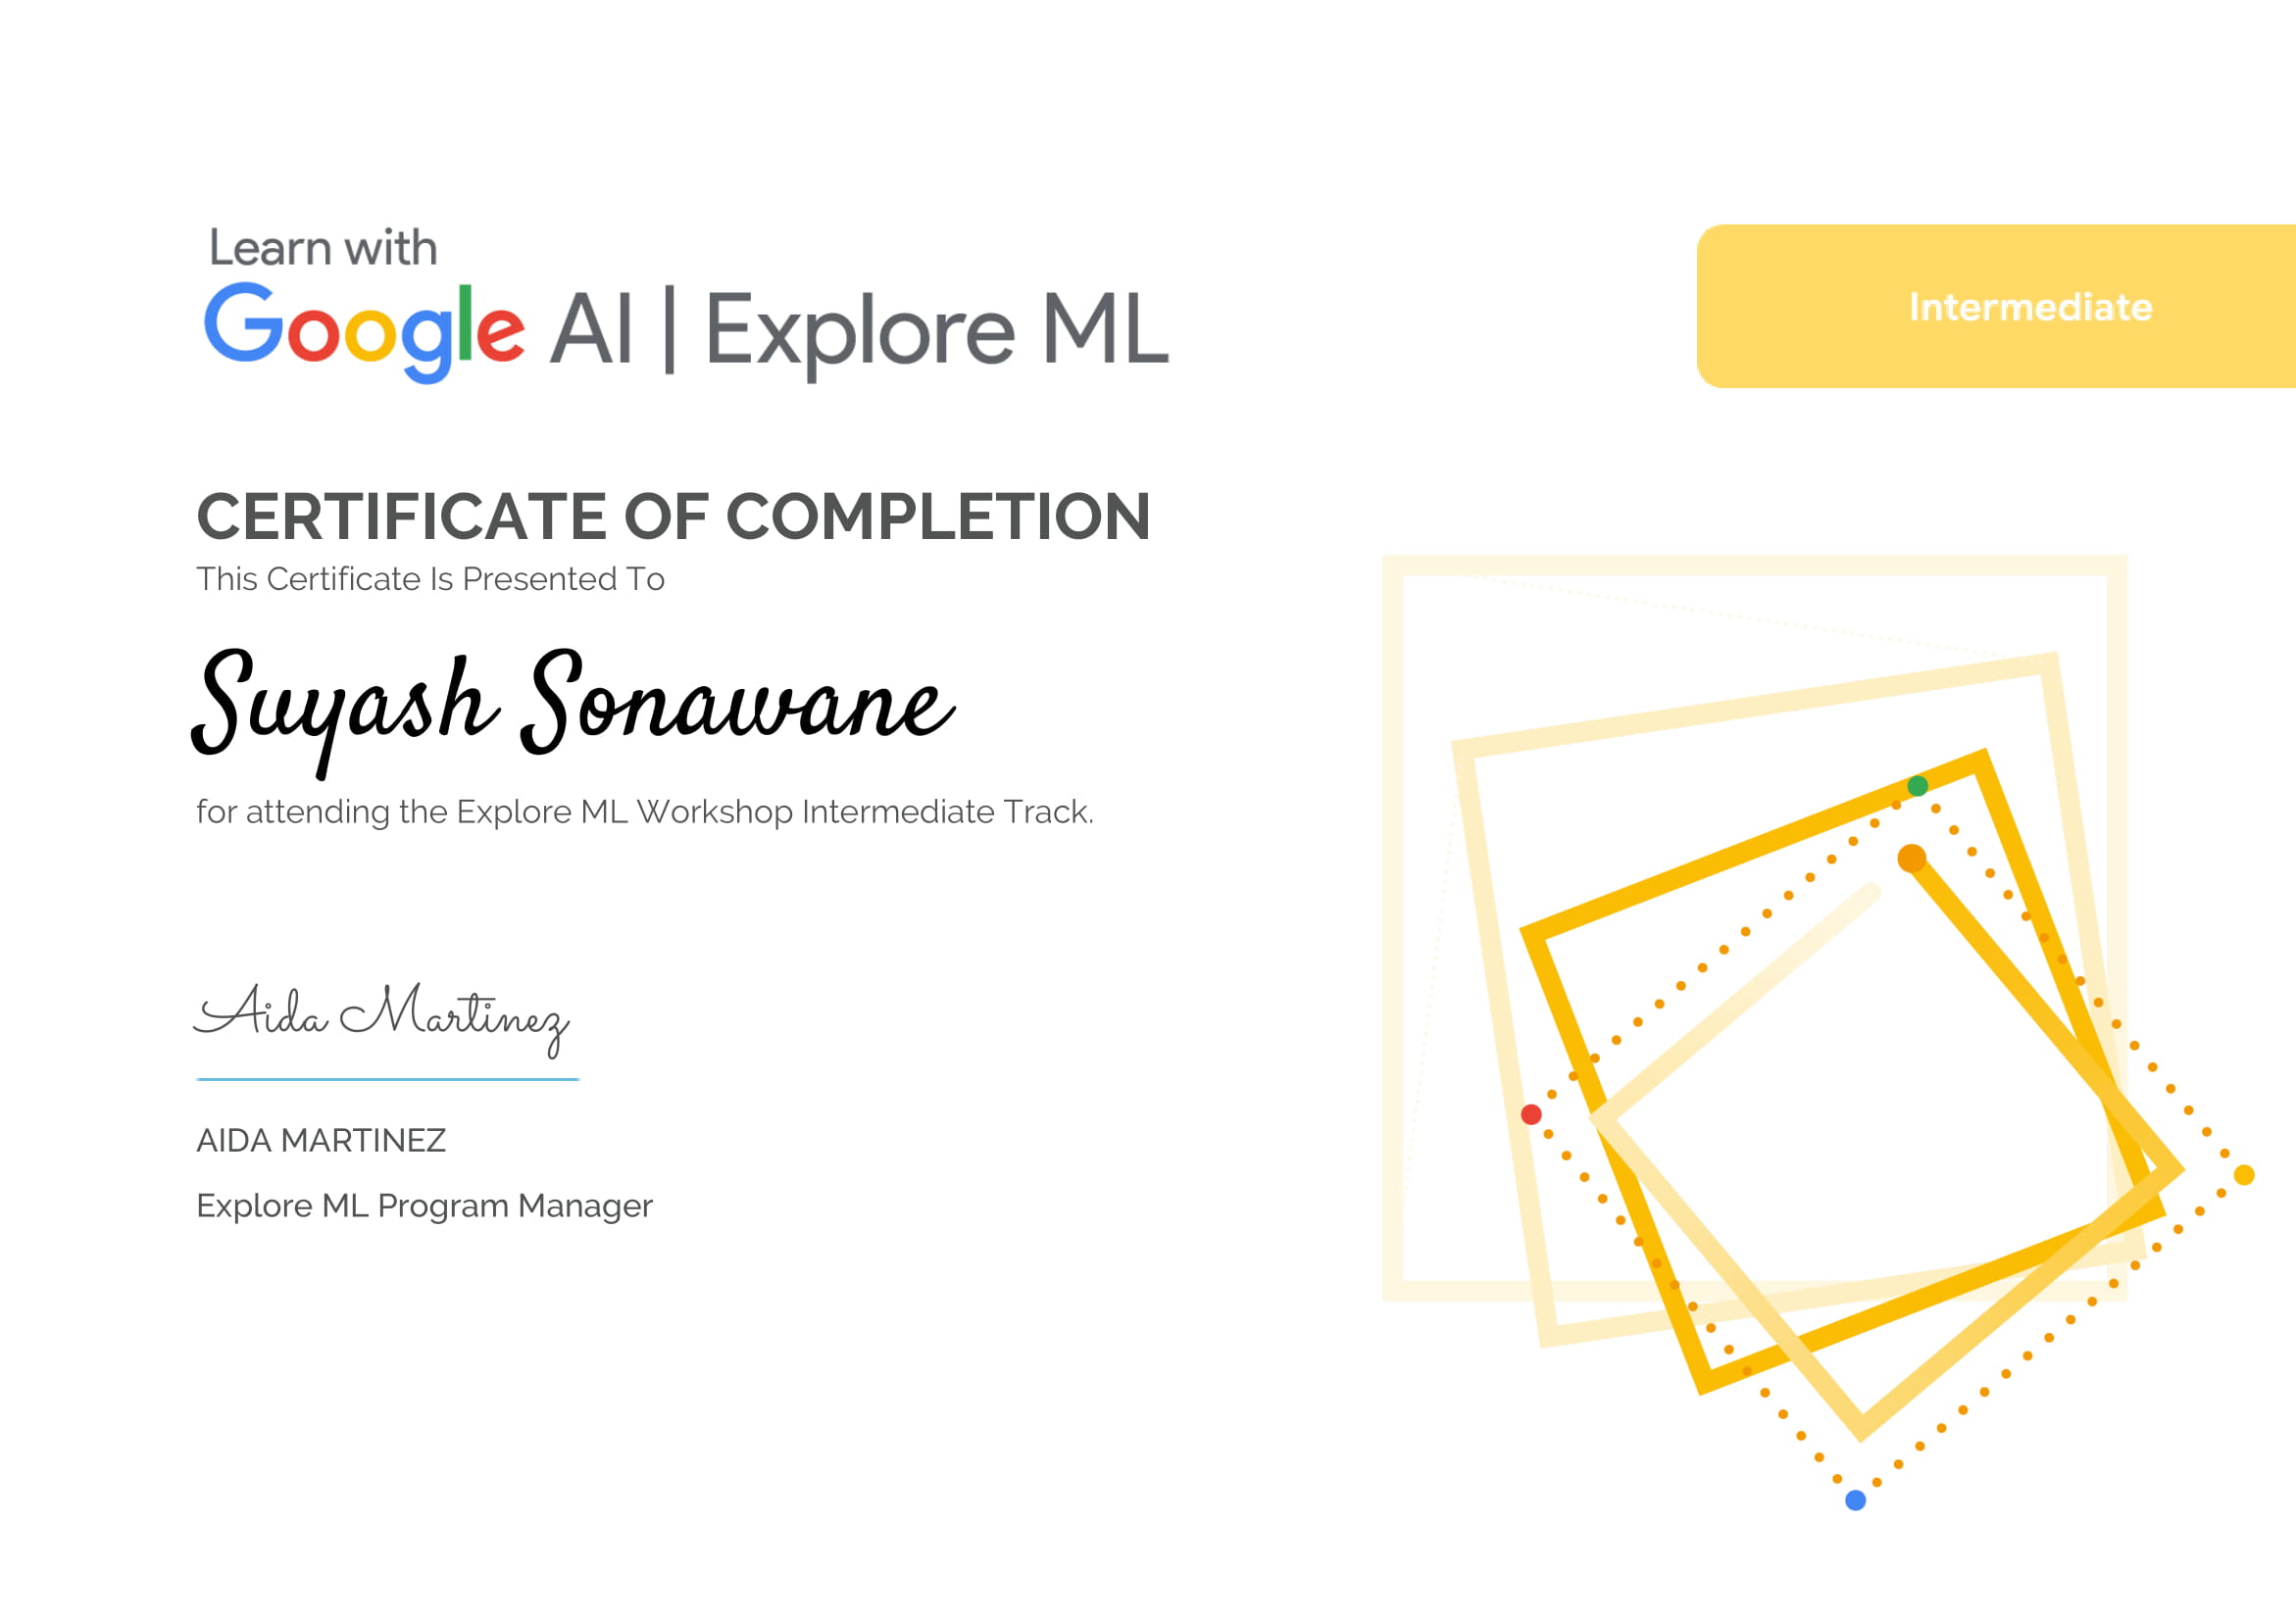 Learn with
Google AI | Explore ML
Intermediate
CERTIFICATE OF COMPLETION
This Certificate Is Presented To
Suyash Sonawane
for attending the Explore ML Workshop Intermediate Track.
Aida Martinez
AIDA MARTINEZ
Explore ML Program Manager